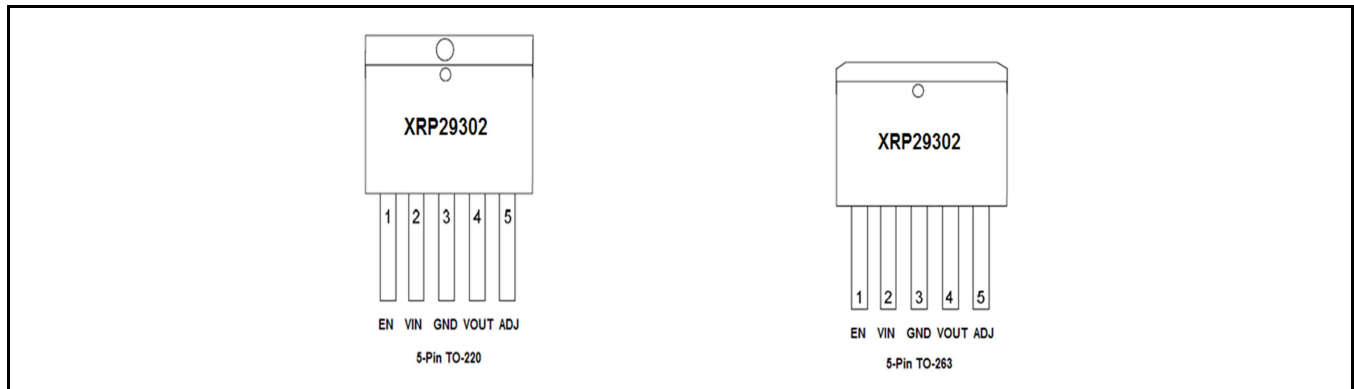 XRP29302
1 2 3 4 5
EN VIN GND VOUT ADJ
5-Pin TO-220
XRP29302
1 2 3 4 5
EN VIN GND VOUT ADJ
5-Pin TO-263